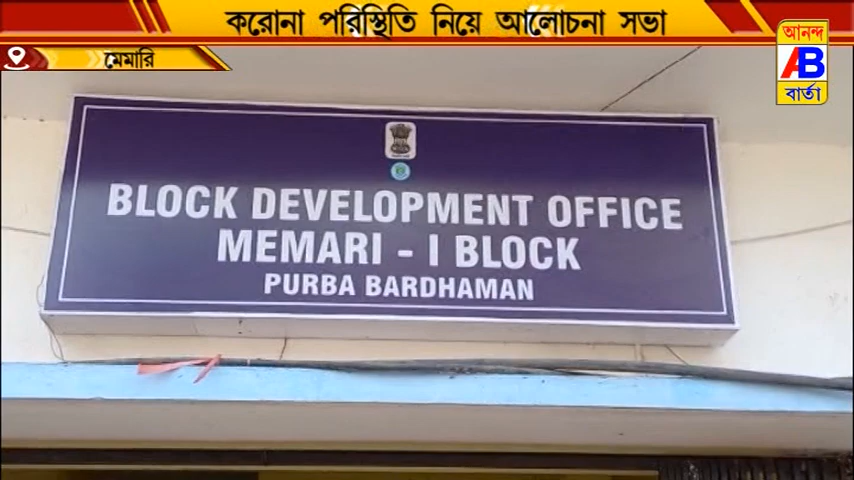 করোনা পরিস্থিতি নিয়ে আলোচনা সভা
মেমারি
আনন্দ
AB
বার্তা
BLOCK DEVELOPMENT OFFICE
MEMARI - I BLOCK
PURBA BARDHAMAN